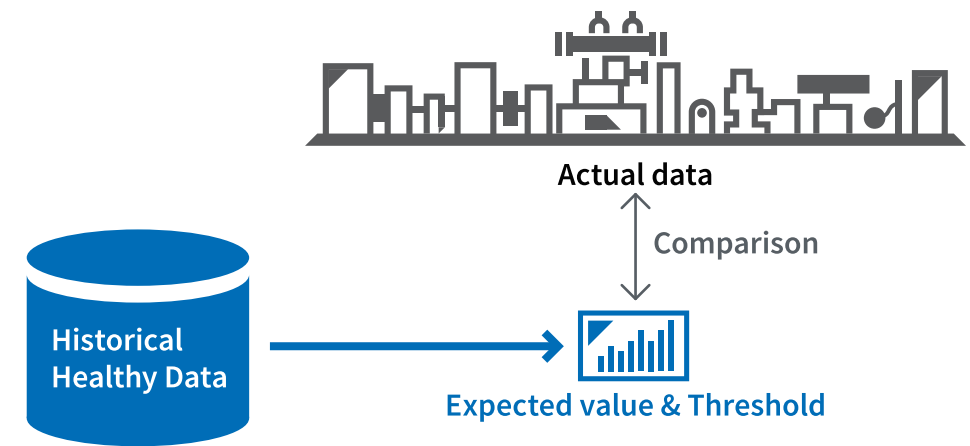 Actual data
Comparison
Historical
Healthy Data
Expected value & Threshold